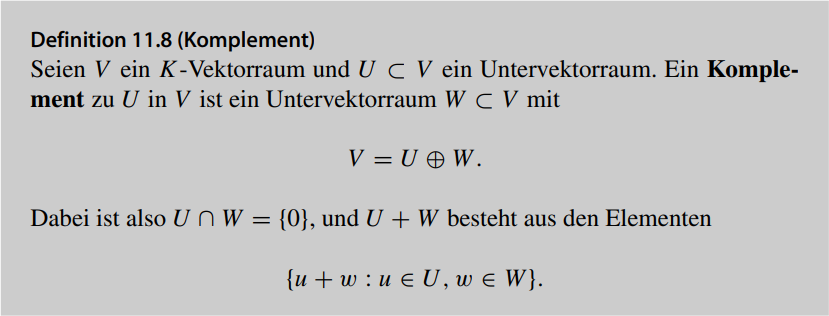 Definition 11.8 (Komplement)
Seien V ein K-Vektorraum und U ⊂ V ein Untervektorraum. Ein Komple-
ment zu U in V ist ein Untervektorraum W ⊂ V mit
V = U ⊕ W.
Dabei ist also U ∩ W = {0}, und U + W besteht aus den Elementen
{u + w : u ∈ U, w ∈ W}.